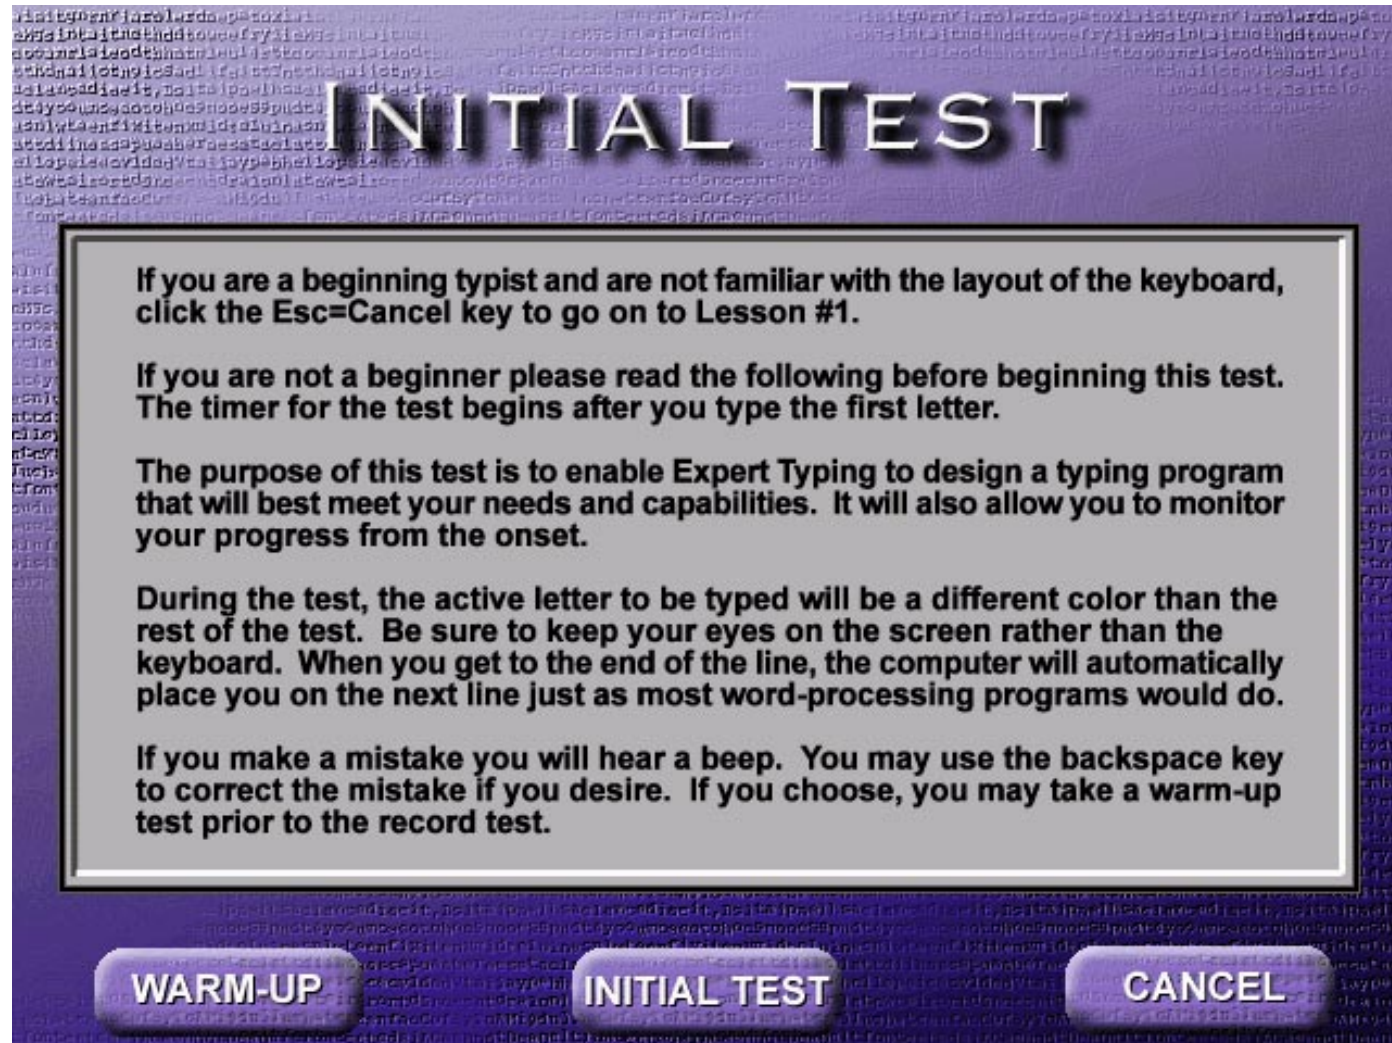 INITIAL TEST
If you are a beginning typist and are not familiar with the layout of the keyboard,
click the Esc=Cancel key to go on to Lesson #1.
If you are not a beginner please read the following before beginning this test.
The timer for the test begins after you type the first letter.
The purpose of this test is to enable Expert Typing to design a typing program
that will best meet your needs and capabilities.  It will also allow you to monitor
your progress from the onset.
During the test, the active letter to be typed will be a different color than the
rest of the test.  Be sure to keep your eyes on the screen rather than the
keyboard.  When you get to the end of the line, the computer will automatically
place you on the next line just as most word-processing programs would do.
If you make a mistake you will hear a beep.  You may use the backspace key
to correct the mistake if you desire.  If you choose, you may take a warm-up
test prior to the record test.
WARM-UP
INITIAL TEST
CANCEL